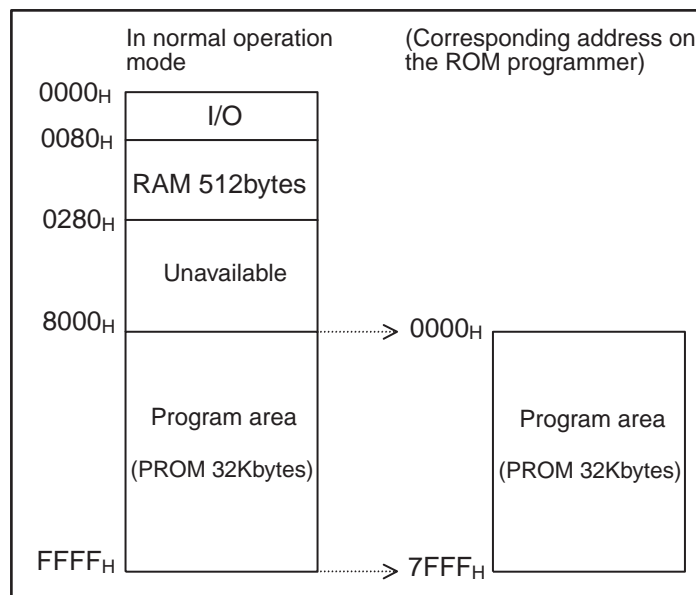 In normal operation
mode
(Corresponding address on
the ROM programmer)
0000H
I/O
0080H
RAM 512bytes
0280H
Unavailable
8000H
0000H
Program area
(PROM 32Kbytes)
Program area
(PROM 32Kbytes)
FFFFH
7FFFH